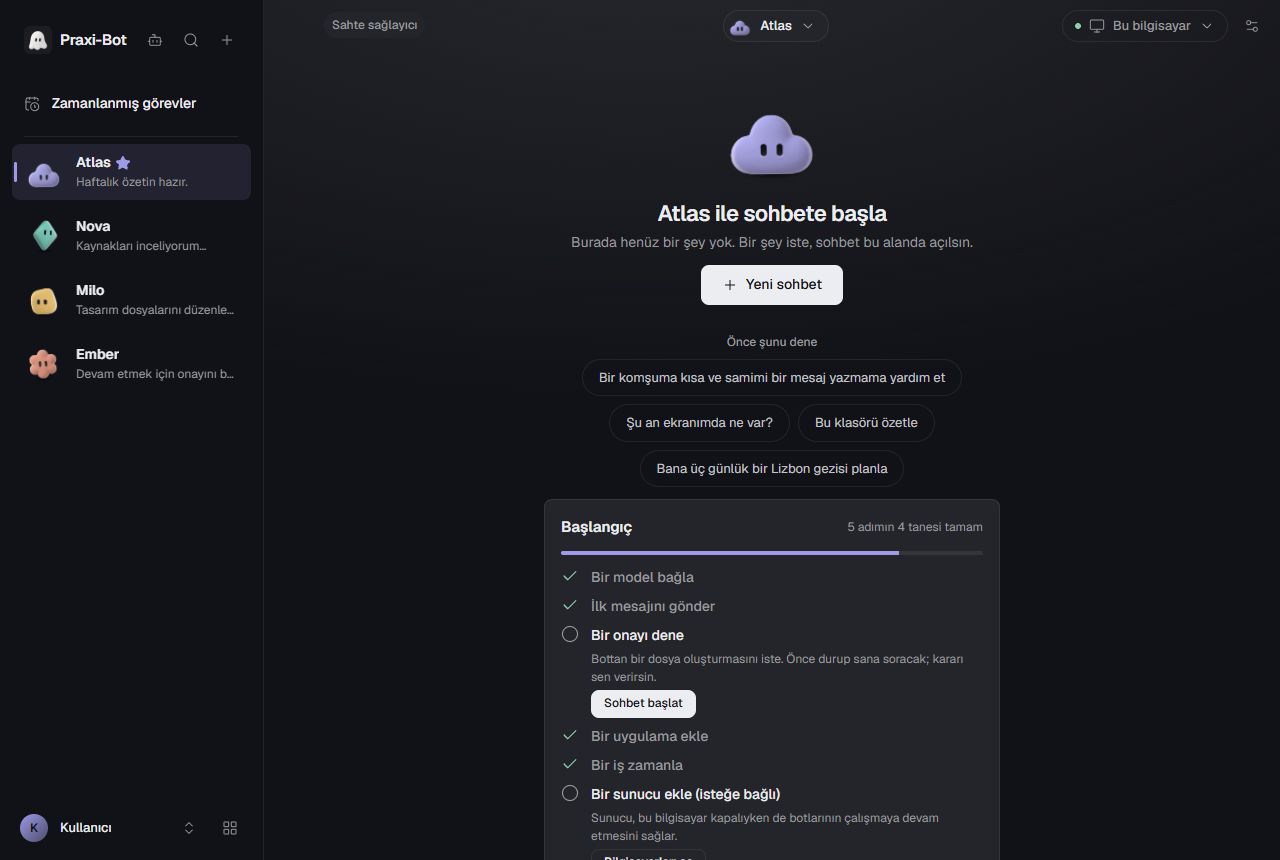 Praxi-Bot
Zamanlanmış görevler
Atlas
Haftalık özetin hazır.
Nova
Kaynakları inceliyorum…
Milo
Tasarım dosyalarını düzenle…
Ember
Devam etmek için onayını b…
K
Kullanıcı
Sahte sağlayıcı
Atlas
Bu bilgisayar
Atlas ile sohbete başla
Burada henüz bir şey yok. Bir şey iste, sohbet bu alanda açılsın.
Yeni sohbet
Önce şunu dene
Bir komşuma kısa ve samimi bir mesaj yazmama yardım et
Şu an ekranımda ne var?
Bu klasörü özetle
Bana üç günlük bir Lizbon gezisi planla
Başlangıç
5 adımın 4 tanesi tamam
Bir model bağla
İlk mesajını gönder
Bir onayı dene
Bottan bir dosya oluşturmasını iste. Önce durup sana soracak; kararı
sen verirsin.
Sohbet başlat
Bir uygulama ekle
Bir iş zamanla
Bir sunucu ekle (isteğe bağlı)
Sunucu, bu bilgisayar kapalıyken de botlarının çalışmaya devam
etmesini sağlar.